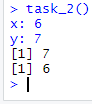 > task_2()
x: 6
y: 7
[1] 7
[1] 6
>